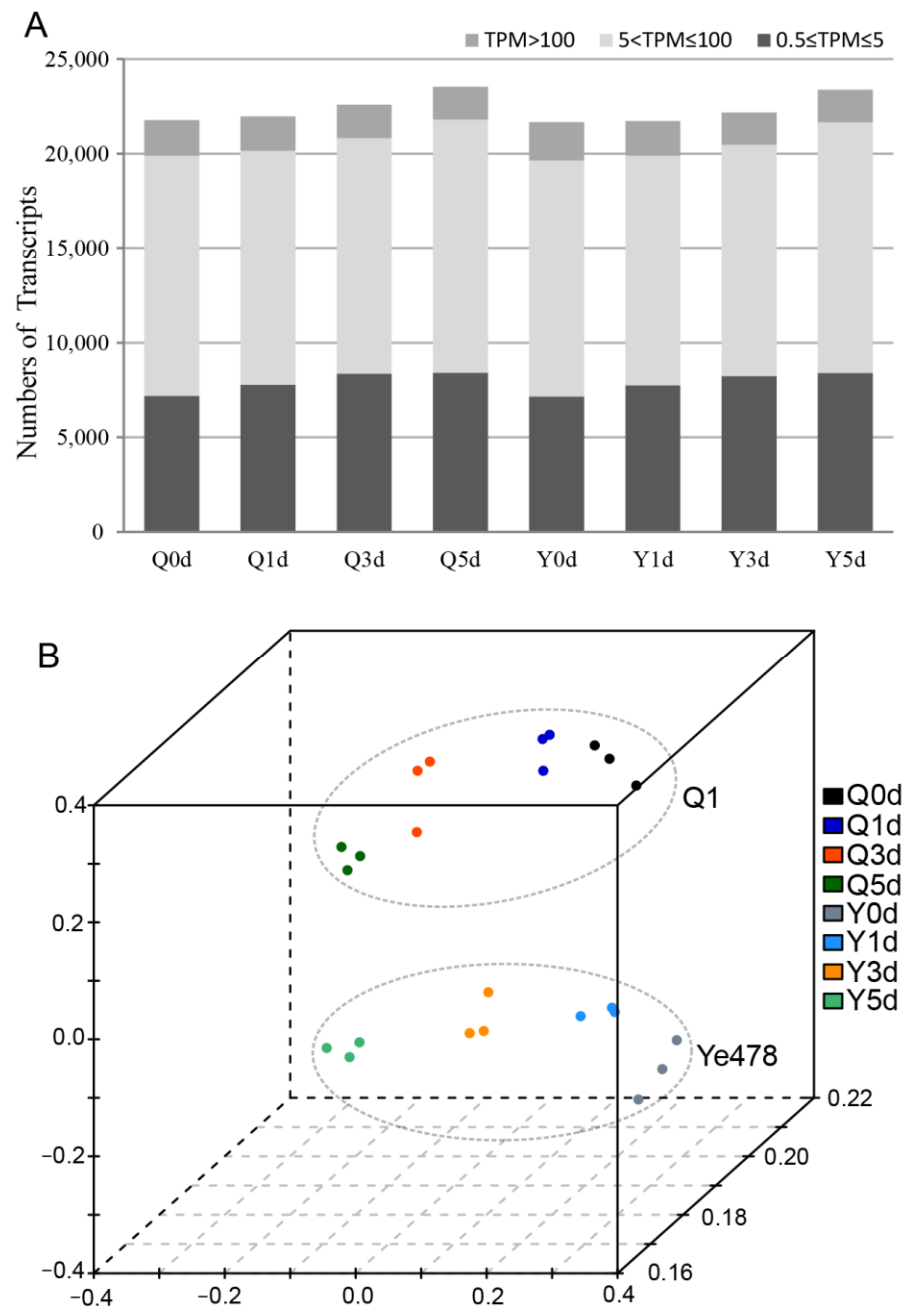 A
TPM>100 5<TPM≤100 0.5≤TPM≤5
Numbers of Transcripts
25,000
20,000
15,000
10,000
5,000
0
Q0d Q1d Q3d Q5d Y0d Y1d Y3d Y5d
B
Q1
Ye478
Q0d
Q1d
Q3d
Q5d
Y0d
Y1d
Y3d
Y5d
0.4
0.2
0.0
−0.2
−0.4
0.22
0.20
0.18
0.16
−0.4 −0.2 0.0 0.2 0.4